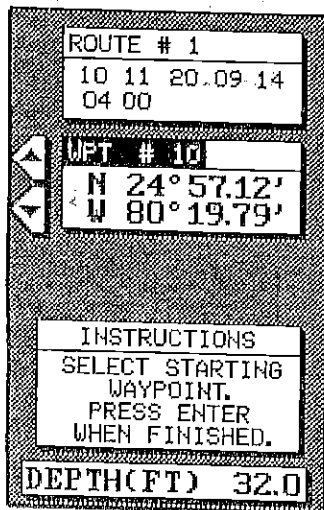 ROUTE # 1
10 11 20 09 14
04 00
WPT # 10
N 24°57.12'
W 80°19.79'
INSTRUCTIONS
SELECT STARTING
WAYPOINT.
PRESS ENTER
WHEN FINISHED.
DEPTH(FT) 32.0